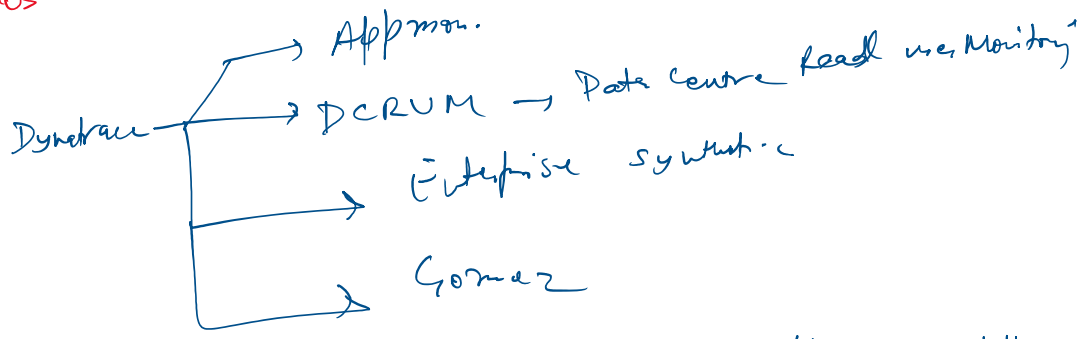 Appmon.
Dynatrace
DCRUM → Data Centre Real user Monitoring
Enterprise synthetic
Gomez